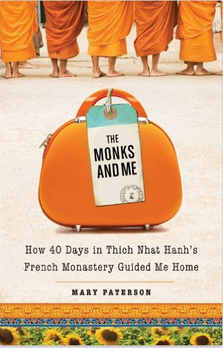 THE
MONKS
AND ME
How 40 Days in Thich Nhat Hanh's
French Monastery Guided Me Home
MARY PATERSON